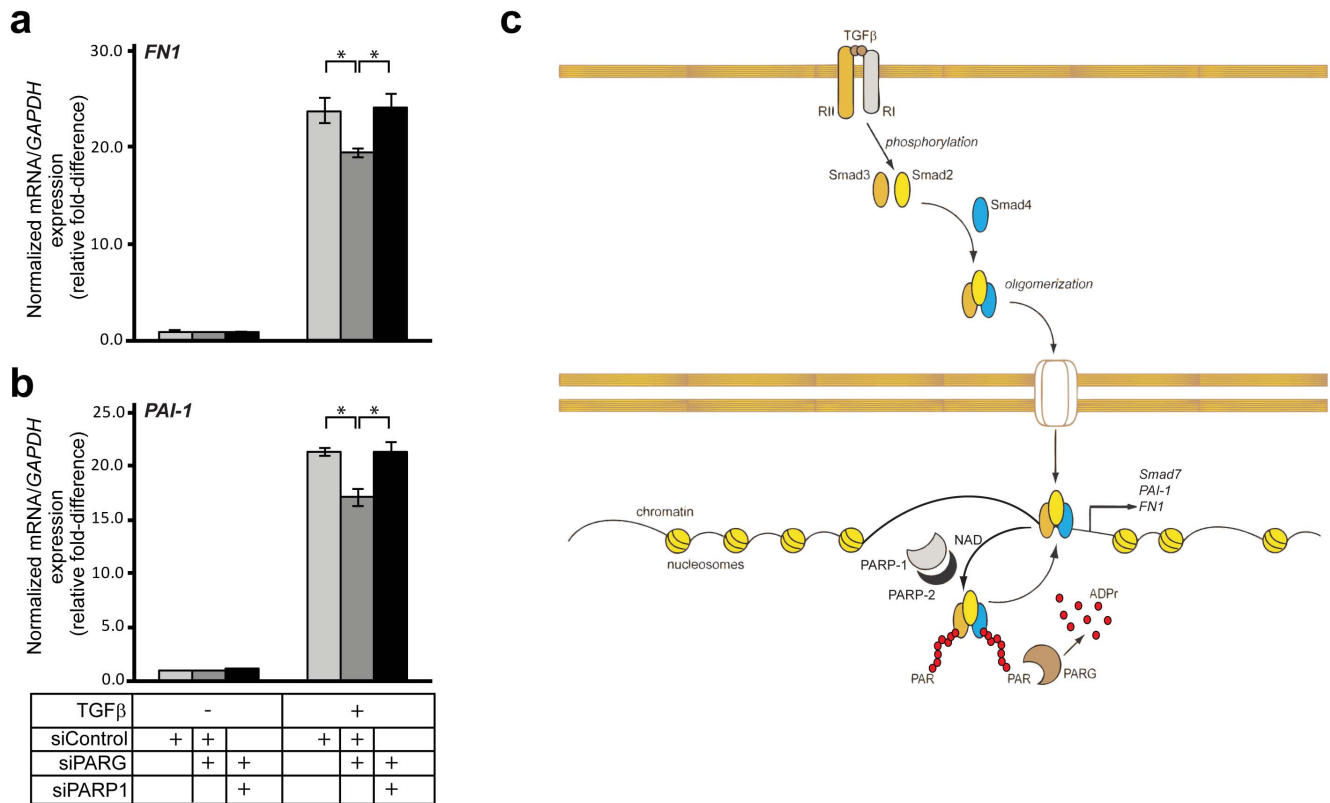 a
FN1
Normalized mRNA/GAPDH
expression
(relative fold-difference)
30.0
20.0
10.0
0.0
* *
b
PAI-1
Normalized mRNA/GAPDH
expression
(relative fold-difference)
25.0
20.0
15.0
10.0
5.0
0.0
* *
TGFβ - +
siControl + + + +
siPARG + + + +
siPARP1 + +
c
TGFβ
RII RI
phosphorylation
Smad3 Smad2
Smad4
oligomerization
Smad7
PAI-1
FN1
chromatin
nucleosomes
NAD
PARP-1
PARP-2
ADPr
PAR PAR PARG